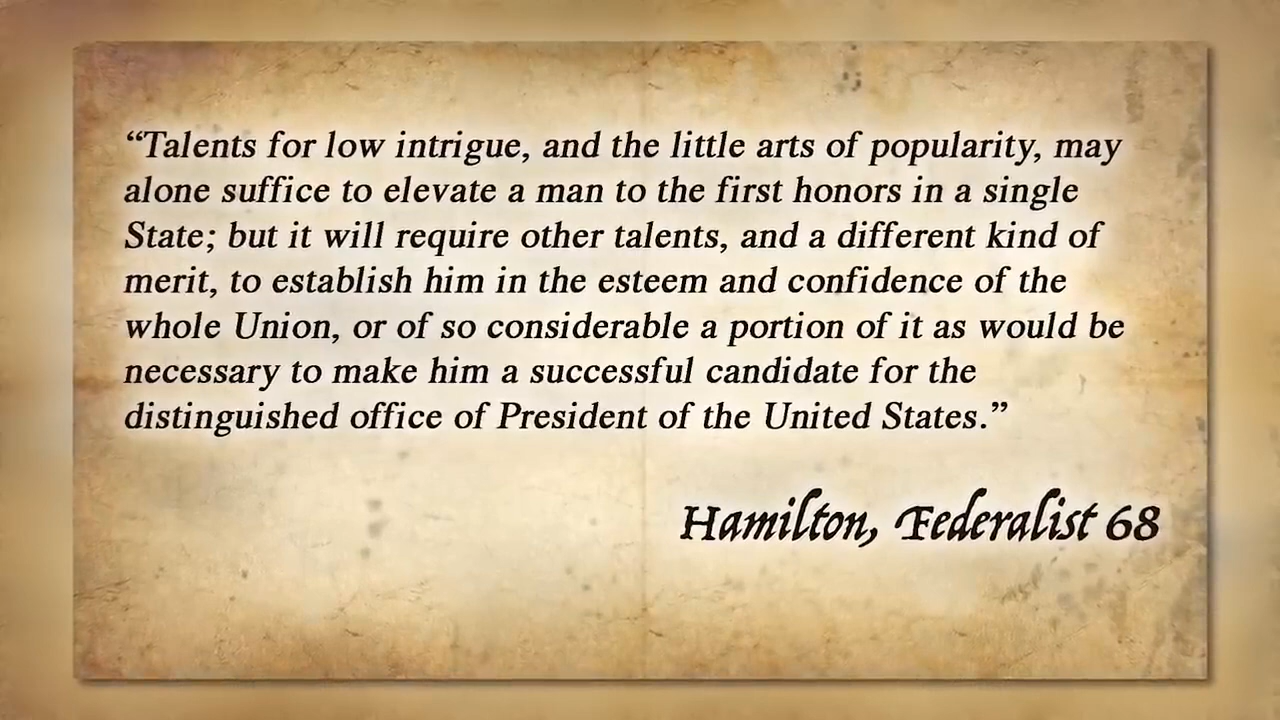 “Talents for low intrigue, and the little arts of popularity, may
alone suffice to elevate a man to the first honors in a single
State; but it will require other talents, and a different kind of
merit, to establish him in the esteem and confidence of the
whole Union, or of so considerable a portion of it as would be
necessary to make him a successful candidate for the
distinguished office of President of the United States.”
Hamilton, Federalist 68